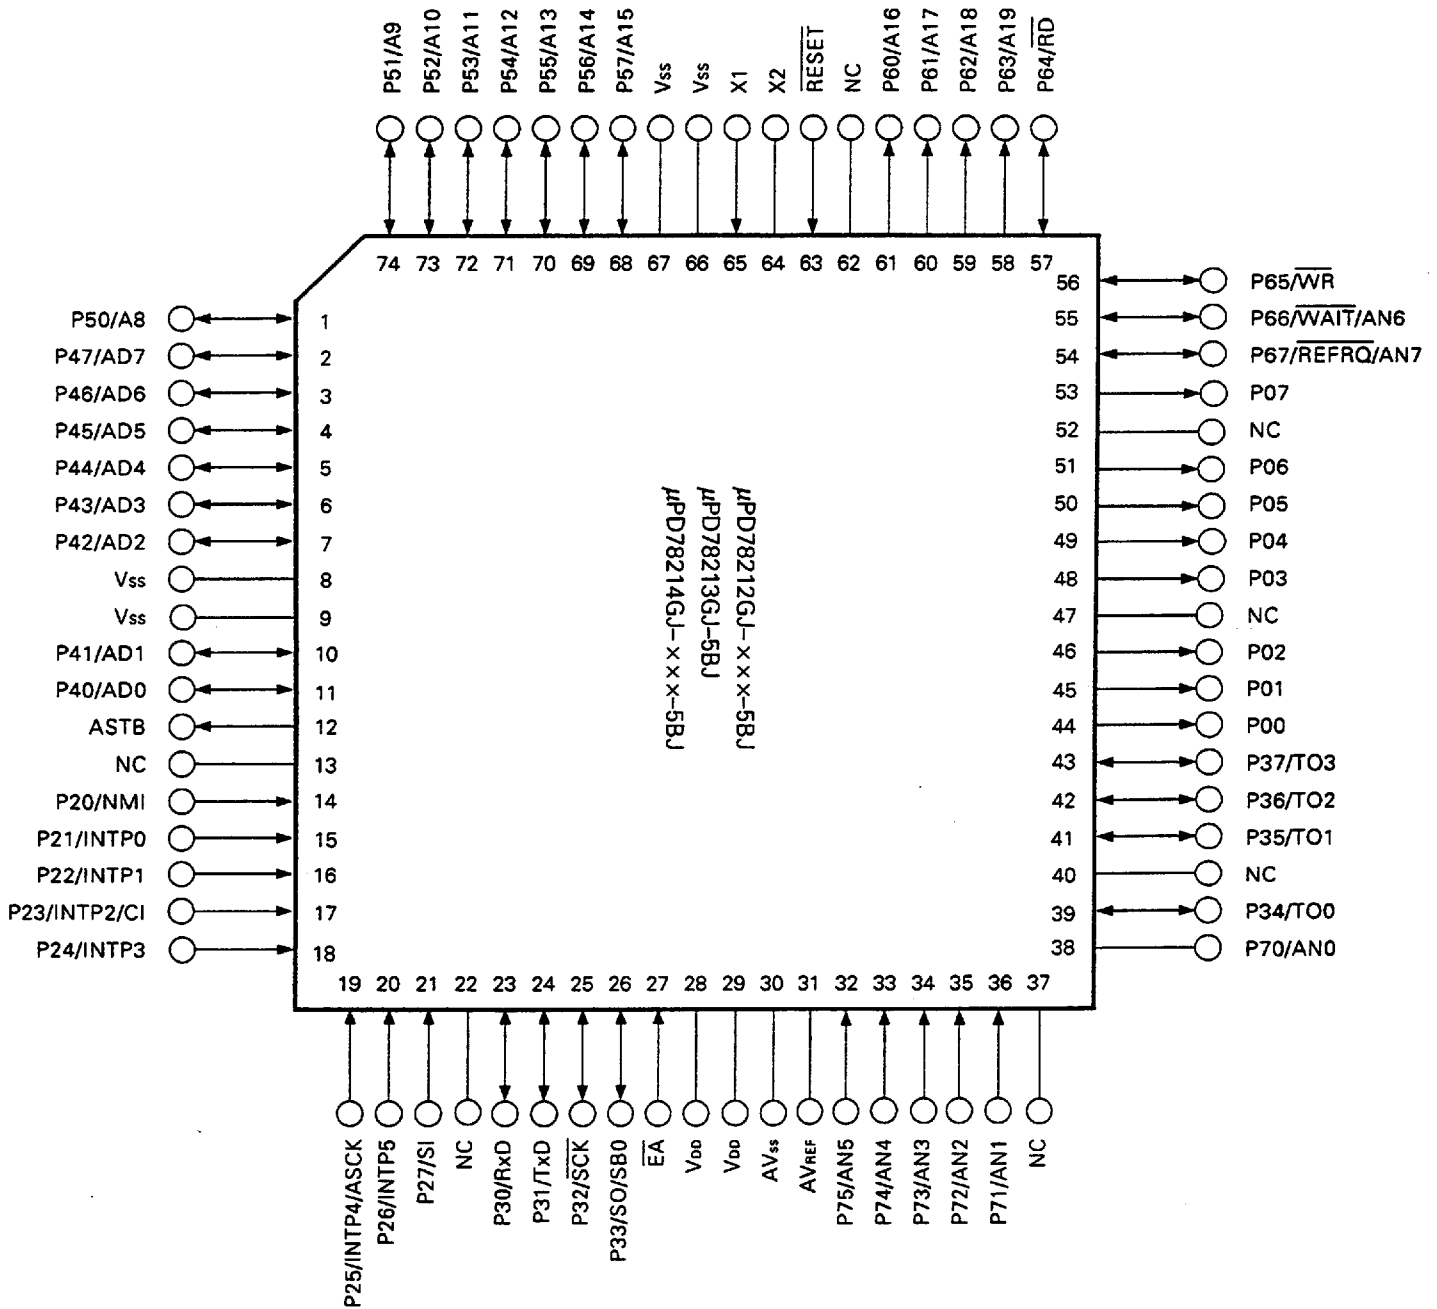 P51/A9
P52/A10
P53/A11
P54/A12
P55/A13
P56/A14
P57/A15
Vss
Vss
X1
X2
RESET
NC
P60/A16
P61/A17
P62/A18
P63/A19
P64/RD
74 73 72 71 70 69 68 67 66 65 64 63 62 61 60 59 58 57
P50/A8 1
P47/AD7 2
P46/AD6 3
P45/AD5 4
P44/AD4 5
P43/AD3 6
P42/AD2 7
Vss 8
Vss 9
P41/AD1 10
P40/AD0 11
ASTB 12
NC 13
P20/NMI 14
P21/INTP0 15
P22/INTP1 16
P23/INTP2/CI 17
P24/INTP3 18
μPD78212GJ-×××-5BJ
μPD78213GJ-5BJ
μPD78214GJ-×××-5BJ
56 P65/WR
55 P66/WAIT/AN6
54 P67/REFRQ/AN7
53 P07
52 NC
51 P06
50 P05
49 P04
48 P03
47 NC
46 P02
45 P01
44 P00
43 P37/TO3
42 P36/TO2
41 P35/TO1
40 NC
39 P34/TO0
38 P70/AN0
19 20 21 22 23 24 25 26 27 28 29 30 31 32 33 34 35 36 37
P25/INTP4/ASCK
P26/INTP5
P27/SI
NC
P30/RxD
P31/TxD
P32/SCK
P33/SO/SB0
EA
VDD
VDD
AVss
AVREF
P75/AN5
P74/AN4
P73/AN3
P72/AN2
P71/AN1
NC